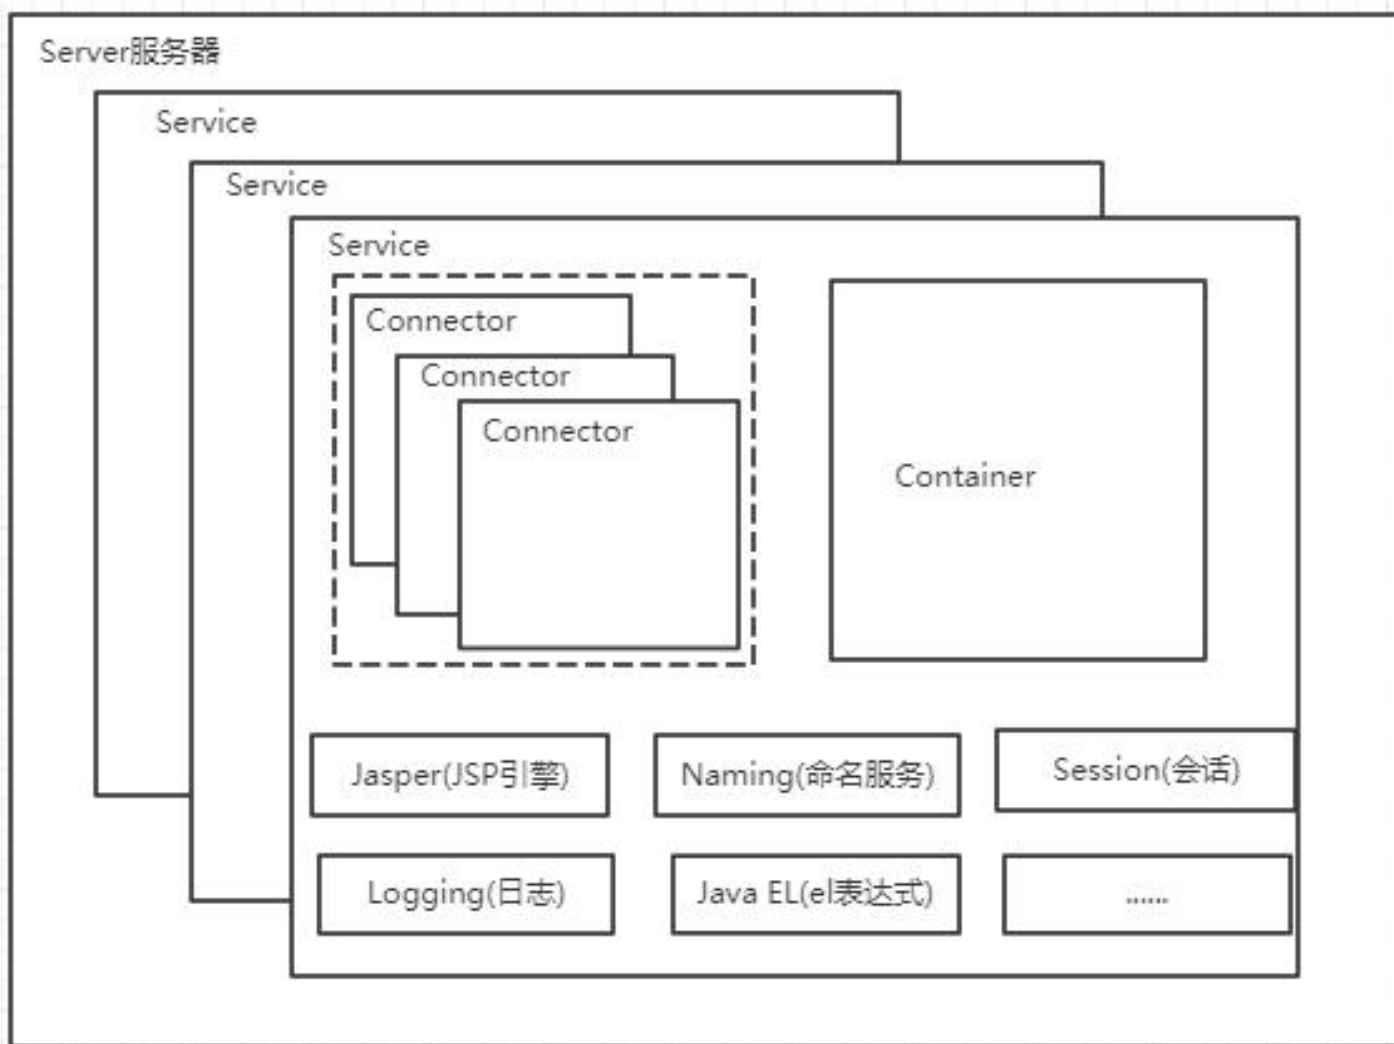 Server服务器
Service
Service
Service
Connector
Connector
Connector
Container
Jasper(JSP引擎)
Naming(命名服务)
Session(会话)
Logging(日志)
Java EL(el表达式)
......